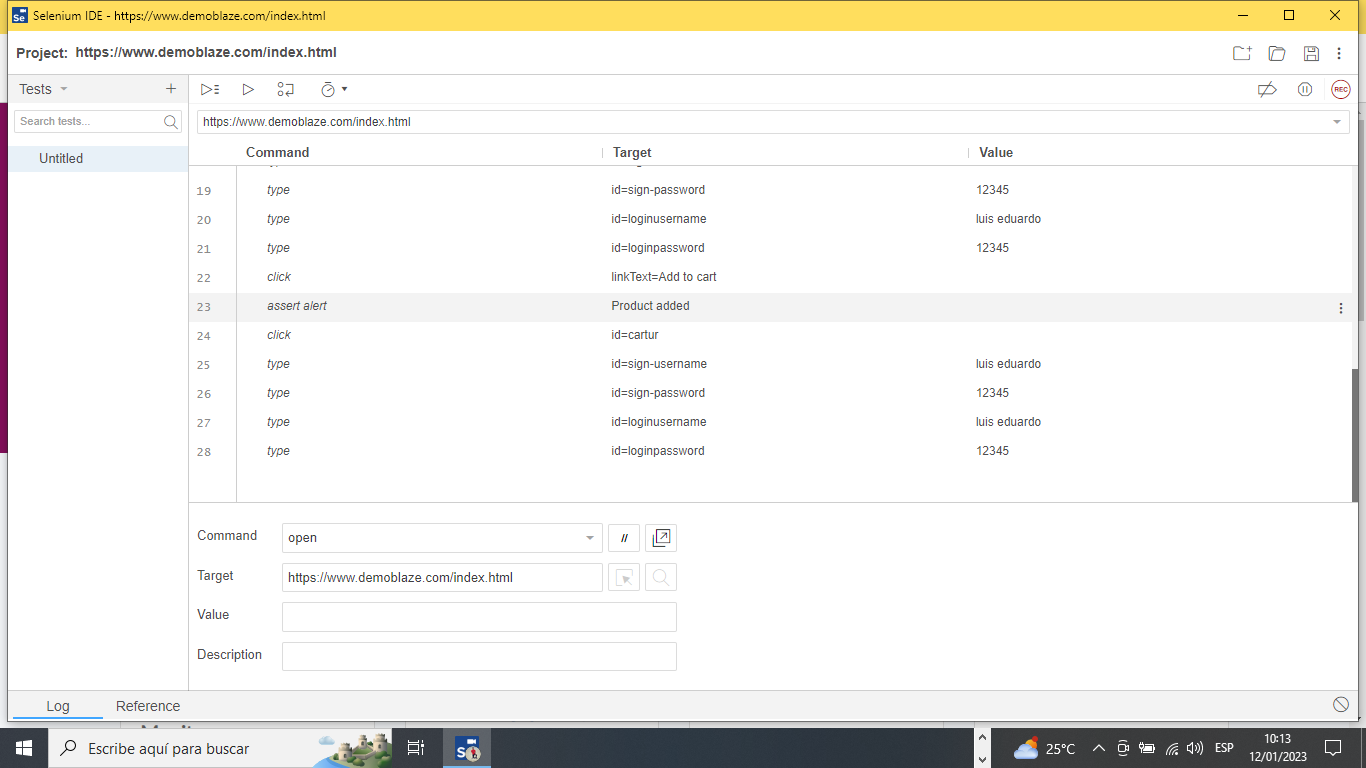 Selenium IDE - https://www.demoblaze.com/index.html
Project: https://www.demoblaze.com/index.html
Tests
REC
Search tests...
https://www.demoblaze.com/index.html
Untitled
Command Target Value
19 type id=sign-password 12345
20 type id=loginusername luis eduardo
21 type id=loginpassword 12345
22 click linkText=Add to cart
23 assert alert Product added
24 click id=cartur
25 type id=sign-username luis eduardo
26 type id=sign-password 12345
27 type id=loginusername luis eduardo
28 type id=loginpassword 12345
Command open //
Target https://www.demoblaze.com/index.html
Value
Description
Log Reference
Escribe aquí para buscar
Se
25°C
ESP
10:13
12/01/2023